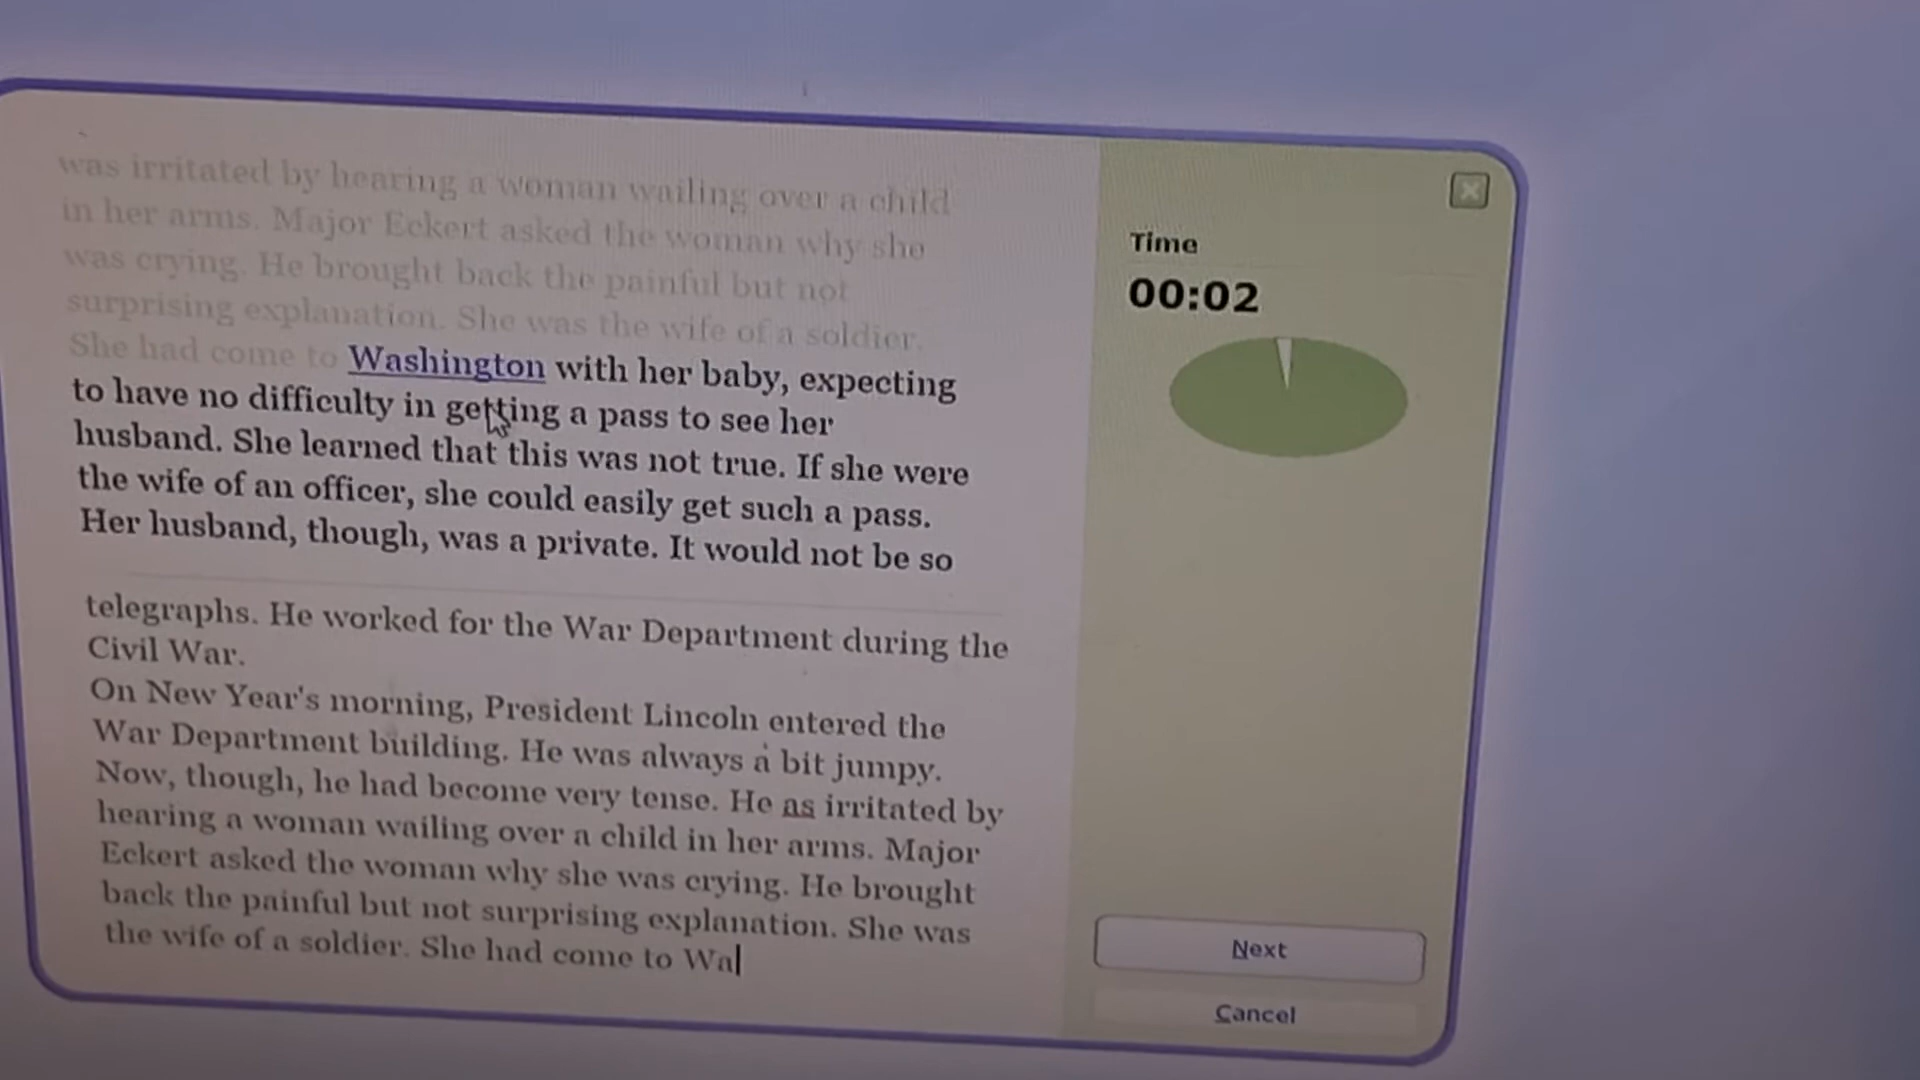 was irritated by hearing a woman wailing over a child
in her arms. Major Eckert asked the woman why she
was crying. He brought back the painful but not
surprising explanation. She was the wife of a soldier.
She had come to Washington with her baby, expecting
to have no difficulty in getting a pass to see her
husband. She learned that this was not true. If she were
the wife of an officer, she could easily get such a pass.
Her husband, though, was a private. It would not be so
telegraphs. He worked for the War Department during the
Civil War.
On New Year's morning, President Lincoln entered the
War Department building. He was always a bit jumpy.
Now, though, he had become very tense. He as irritated by
hearing a woman wailing over a child in her arms. Major
Eckert asked the woman why she was crying. He brought
back the painful but not surprising explanation. She was
the wife of a soldier. She had come to Wa
Time
00:02
Next
Cancel